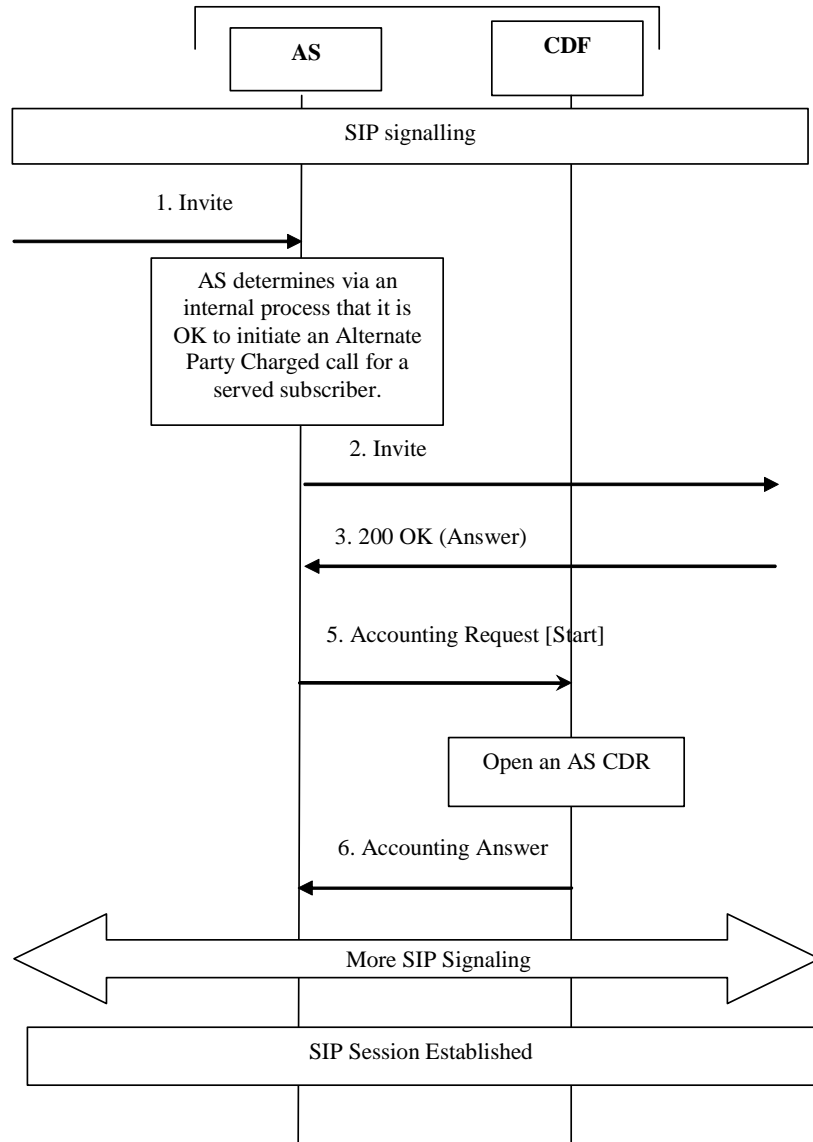 AS
CDF
SIP signalling
1. Invite
AS determines via an
internal process that it is
OK to initiate an Alternate
Party Charged call for a
served subscriber.
2. Invite
3. 200 OK (Answer)
5. Accounting Request [Start]
Open an AS CDR
6. Accounting Answer
More SIP Signaling
SIP Session Established